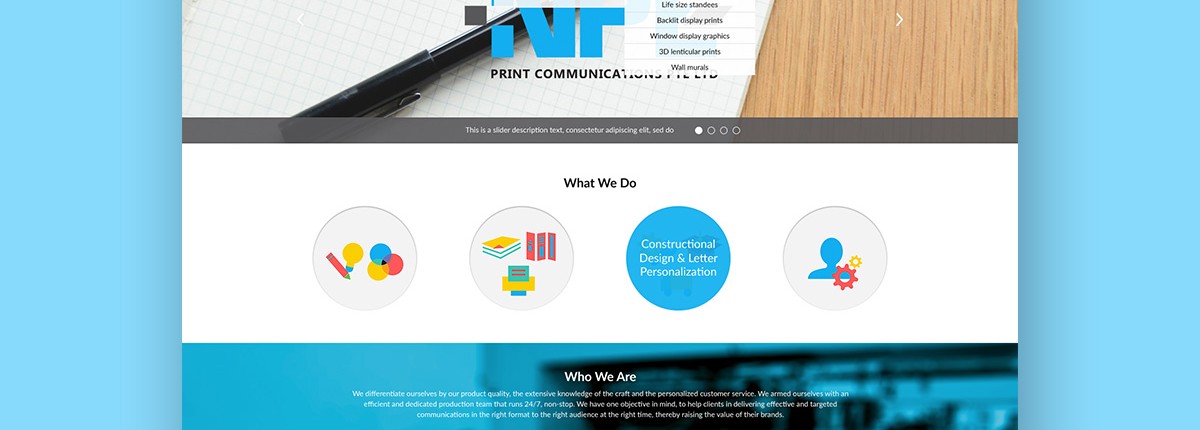 Life size standees
Backlit display prints
Window display graphics
3D lenticular prints
Wall murals
PRINT COMMUNICATIONS PTE LTD
This is a slider description text, consectetur adipiscing elit, sed do
What We Do
Constructional
Design & Letter
Personalization
Who We Are
We differentiate ourselves by our product quality, the extensive knowledge of the craft and the personalized customer service. We armed ourselves with an
efficient and dedicated production team that runs 24/7, non-stop. We have one objective in mind, to help clients in delivering effective and targeted
communications in the right format to the right audience at the right time, thereby raising the value of their brands.